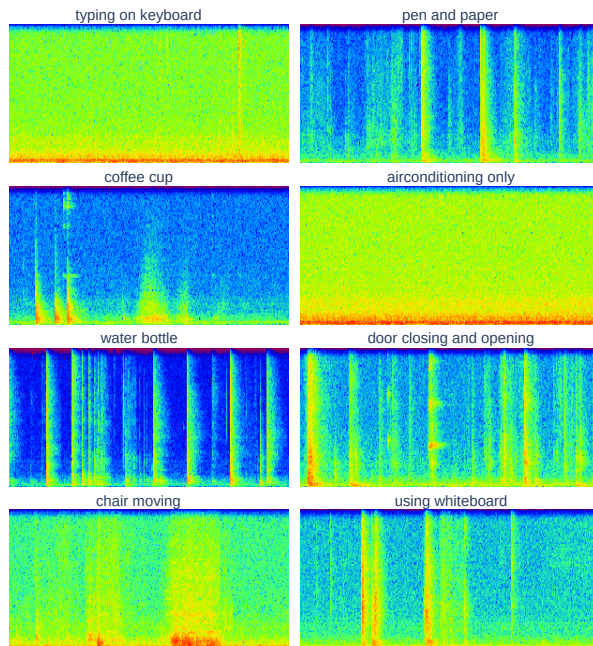 typing on keyboard
pen and paper
coffee cup
airconditioning only
water bottle
door closing and opening
chair moving
using whiteboard